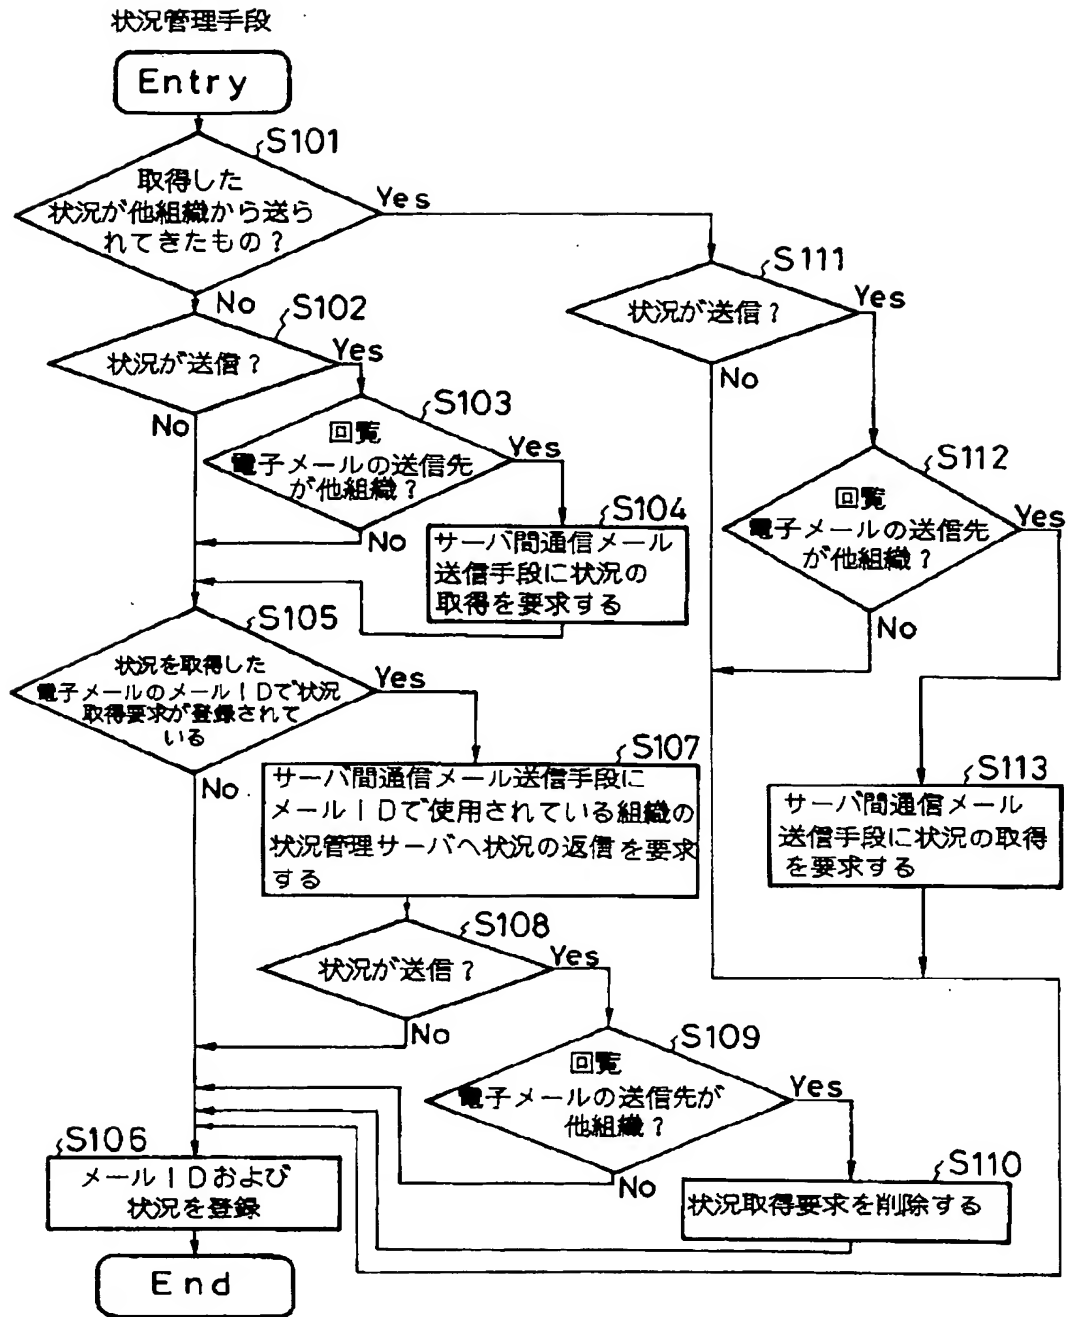 状況管理手段
Entry
S101
取得した
状況が他組織から送ら
れてきたもの？
Yes
No
S102
状況が送信？
Yes
No
S103
回覧
電子メールの送信先
が他組織？
Yes
No
S104
サーバ間通信メール
送信手段に状況の
取得を要求する
S105
状況を取得した
電子メールのメールＩＤで状況
取得要求が登録されて
いる
Yes
No
S107
サーバ間通信メール送信手段に
メールＩＤで使用されている組織の
状況管理サーバへ状況の返信を要求
する
S108
状況が送信？
Yes
No
S109
回覧
電子メールの送信先が
他組織？
Yes
No
S110
状況取得要求を削除する
S106
メールＩＤおよび
状況を登録
End
S111
状況が送信？
Yes
No
S112
回覧
電子メールの送信先
が他組織？
Yes
No
S113
サーバ間通信メール
送信手段に状況の取得
を要求する